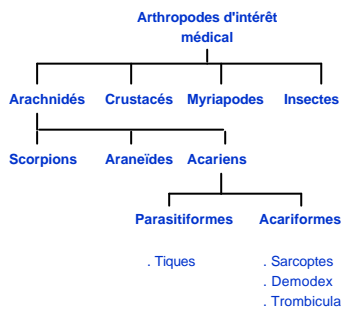 Arthropodes d'intérêt
médical
Arachnidés Crustacés Myriapodes Insectes
Scorpions Araneïdes Acariens
Parasitiformes Acariformes
. Tiques . Sarcoptes
. Demodex
. Trombicula